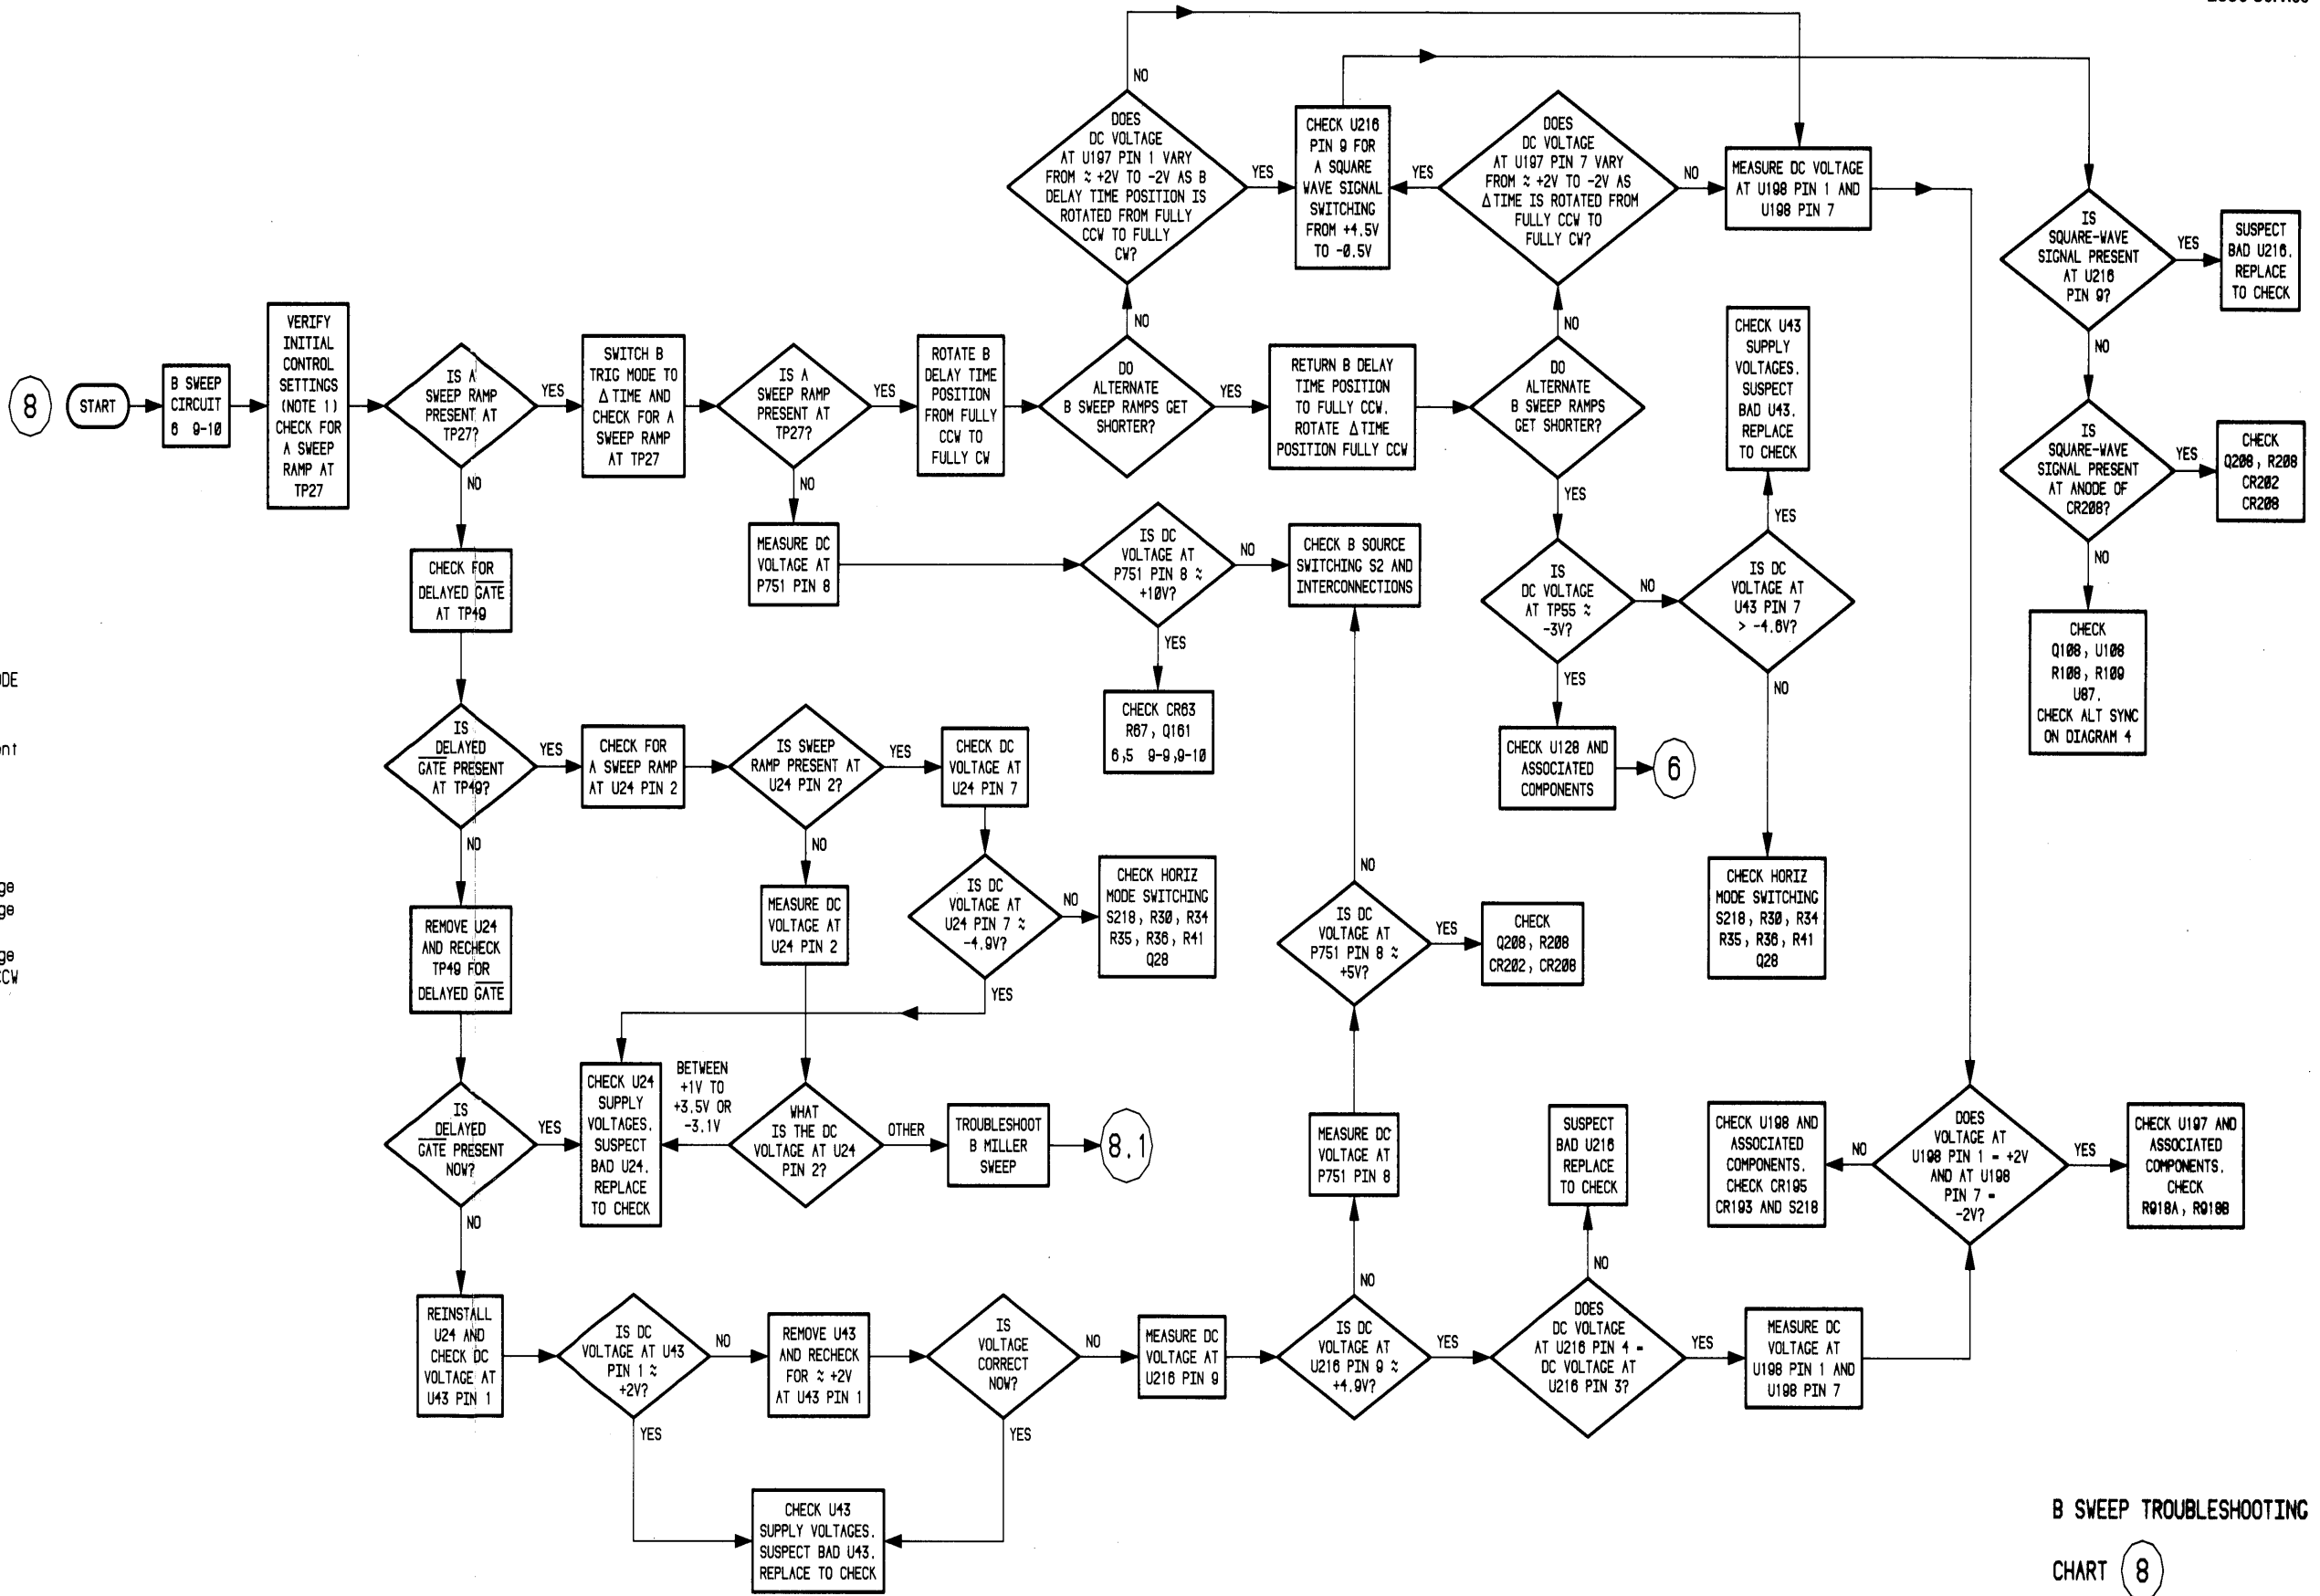 8
START
B SWEEP
CIRCUIT
6 9-10
VERIFY
INITIAL
CONTROL
SETTINGS
(NOTE 1)
CHECK FOR
A SWEEP
RAMP AT
TP27
IS A
SWEEP RAMP
PRESENT AT
TP27?
YES
NO
SWITCH B
TRIG MODE TO
Δ TIME AND
CHECK FOR A
SWEEP RAMP
AT TP27
IS A
SWEEP RAMP
PRESENT AT
TP27?
YES
NO
ROTATE B
DELAY TIME
POSITION
FROM FULLY
CCW TO
FULLY CW
DO
ALTERNATE
B SWEEP RAMPS GET
SHORTER?
NO
YES
DOES
DC VOLTAGE
AT U197 PIN 1 VARY
FROM ≈ +2V TO -2V AS B
DELAY TIME POSITION IS
ROTATED FROM FULLY
CCW TO FULLY
CW?
NO
YES
CHECK U216
PIN 9 FOR
A SQUARE
WAVE SIGNAL
SWITCHING
FROM +4.5V
TO -0.5V
YES
DOES
DC VOLTAGE
AT U197 PIN 7 VARY
FROM ≈ +2V TO -2V AS
Δ TIME IS ROTATED FROM
FULLY CCW TO
FULLY CW?
NO
MEASURE DC VOLTAGE
AT U198 PIN 1 AND
U198 PIN 7
RETURN B DELAY
TIME POSITION
TO FULLY CCW.
ROTATE Δ TIME
POSITION FULLY CCW
DO
ALTERNATE
B SWEEP RAMPS
GET SHORTER?
NO
YES
IS
SQUARE-WAVE
SIGNAL PRESENT
AT U216
PIN 9?
YES
NO
SUSPECT
BAD U216.
REPLACE
TO CHECK
IS
SQUARE-WAVE
SIGNAL PRESENT
AT ANODE OF
CR208?
YES
NO
CHECK
Q208, R208
CR202
CR208
CHECK
Q108, U108
R108, R109
U87.
CHECK ALT SYNC
ON DIAGRAM 4
CHECK U43
SUPPLY
VOLTAGES.
SUSPECT
BAD U43.
REPLACE
TO CHECK
YES
IS
DC VOLTAGE
AT TP55 ≈
-3V?
NO
YES
IS DC
VOLTAGE AT
U43 PIN 7
> -4.6V?
NO
CHECK U128 AND
ASSOCIATED
COMPONENTS
6
CHECK HORIZ
MODE SWITCHING
S218, R30, R34
R35, R36, R41
Q28
MEASURE DC
VOLTAGE AT
P751 PIN 8
IS DC
VOLTAGE AT
P751 PIN 8 ≈
+10V?
NO
YES
CHECK B SOURCE
SWITCHING S2 AND
INTERCONNECTIONS
CHECK CR63
R67, Q161
6,5 9-9,9-10
CHECK FOR
DELAYED GATE
AT TP49
IS
DELAYED
GATE PRESENT
AT TP49?
YES
NO
CHECK FOR
A SWEEP RAMP
AT U24 PIN 2
IS SWEEP
RAMP PRESENT AT
U24 PIN 2?
YES
NO
CHECK DC
VOLTAGE AT
U24 PIN 7
IS DC
VOLTAGE AT
U24 PIN 7 ≈
-4.9V?
NO
YES
CHECK HORIZ
MODE SWITCHING
S218, R30, R34
R35, R36, R41
Q28
MEASURE DC
VOLTAGE AT
U24 PIN 2
REMOVE U24
AND RECHECK
TP49 FOR
DELAYED GATE
IS
DELAYED
GATE PRESENT
NOW?
YES
NO
CHECK U24
SUPPLY
VOLTAGES.
SUSPECT
BAD U24.
REPLACE
TO CHECK
BETWEEN
+1V TO
+3.5V OR
-3.1V
WHAT
IS THE DC
VOLTAGE AT U24
PIN 2?
OTHER
TROUBLESHOOT
B MILLER
SWEEP
8.1
NO
IS DC
VOLTAGE AT
P751 PIN 8 ≈
+5V?
YES
CHECK
Q208, R208
CR202, CR208
MEASURE DC
VOLTAGE AT
P751 PIN 8
NO
SUSPECT
BAD U216
REPLACE
TO CHECK
NO
CHECK U198 AND
ASSOCIATED
COMPONENTS.
CHECK CR195
CR193 AND S218
NO
DOES
VOLTAGE AT
U198 PIN 1 = +2V
AND AT U198
PIN 7 =
-2V?
YES
CHECK U197 AND
ASSOCIATED
COMPONENTS.
CHECK
R918A, R918B
REINSTALL
U24 AND
CHECK DC
VOLTAGE AT
U43 PIN 1
IS DC
VOLTAGE AT U43
PIN 1 ≈
+2V?
NO
YES
REMOVE U43
AND RECHECK
FOR ≈ +2V
AT U43 PIN 1
IS
VOLTAGE
CORRECT
NOW?
NO
YES
MEASURE DC
VOLTAGE AT
U216 PIN 9
IS DC
VOLTAGE AT
U216 PIN 9 ≈
+4.9V?
YES
DOES
DC VOLTAGE
AT U216 PIN 4 =
DC VOLTAGE AT
U216 PIN 3?
YES
MEASURE DC
VOLTAGE AT
U198 PIN 1 AND
U198 PIN 7
CHECK U43
SUPPLY VOLTAGES.
SUSPECT BAD U43.
REPLACE TO CHECK
B SWEEP TROUBLESHOOTING
CHART 8